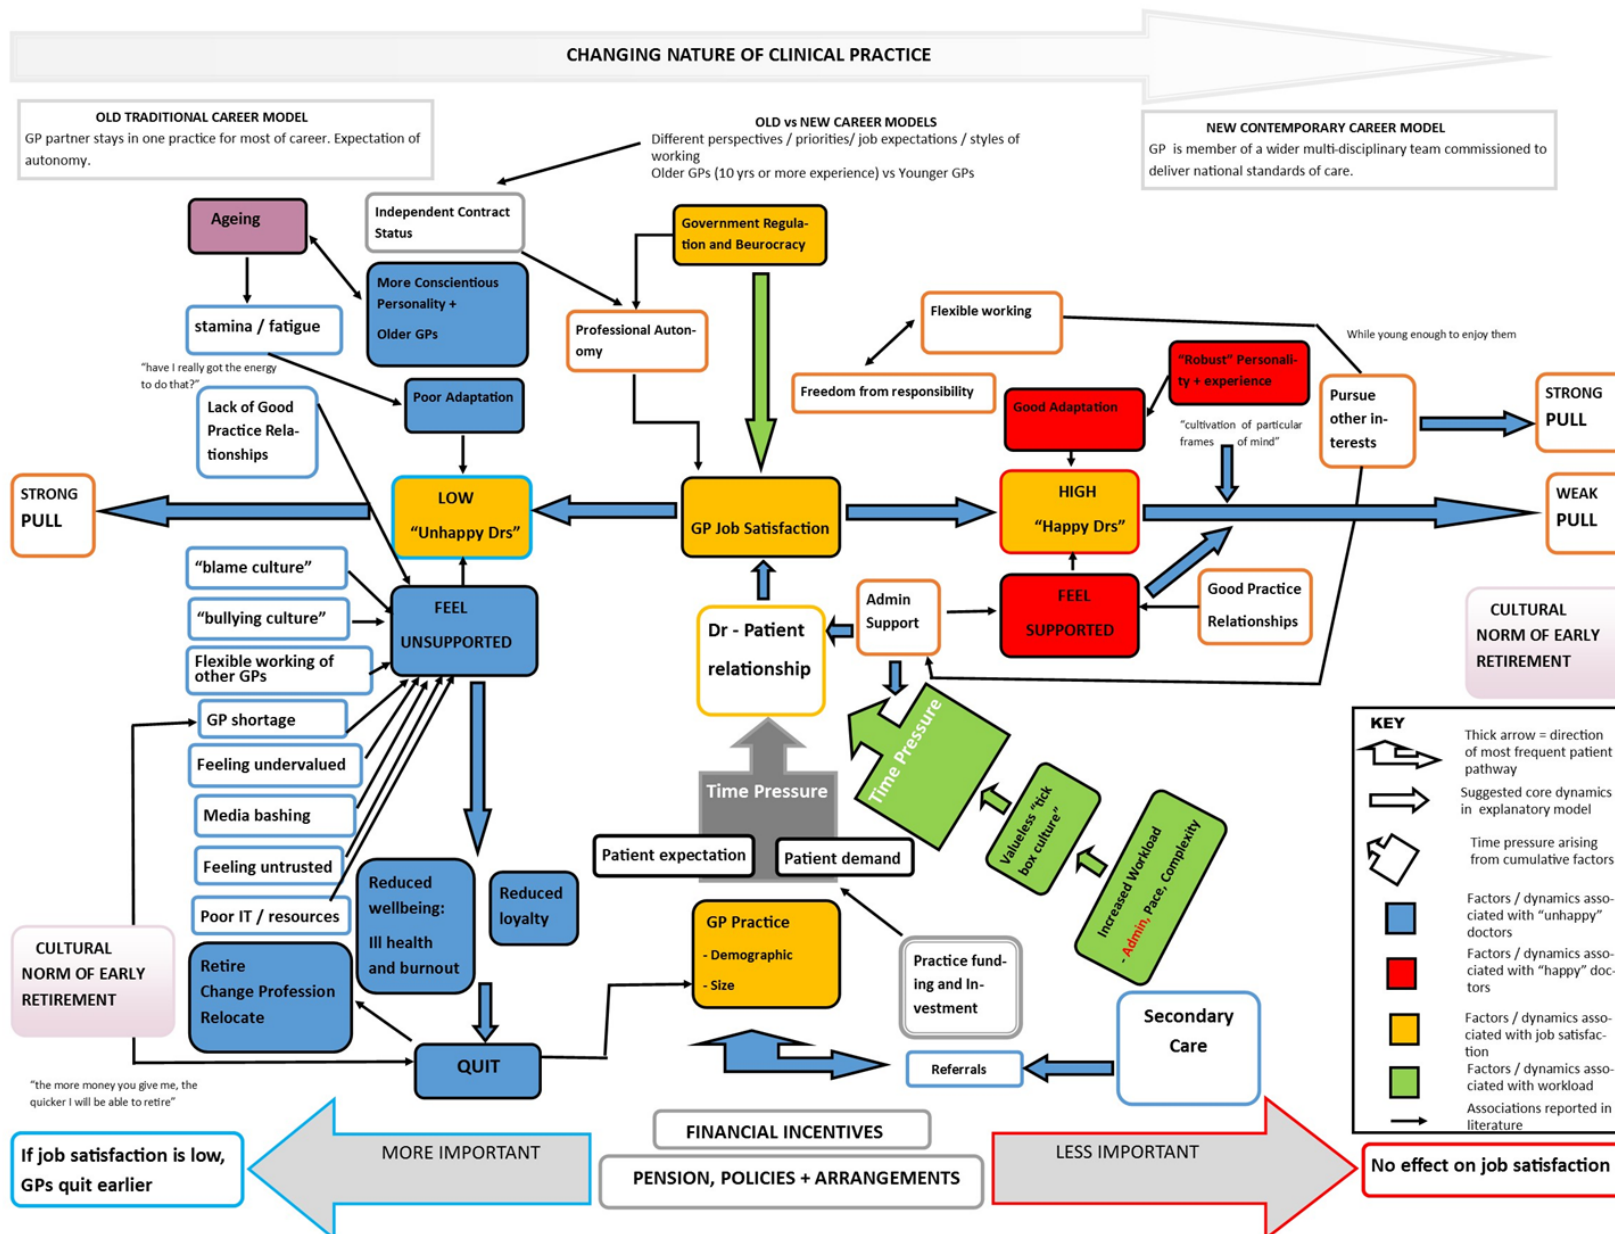 CHANGING NATURE OF CLINICAL PRACTICE
OLD TRADITIONAL CAREER MODEL
GP partner stays in one practice for most of career. Expectation of
autonomy.
OLD vs NEW CAREER MODELS
Different perspectives / priorities/ job expectations / styles of
working
Older GPs (10 yrs or more experience) vs Younger GPs
NEW CONTEMPORARY CAREER MODEL
GP is member of a wider multi-disciplinary team commissioned to
deliver national standards of care.
Ageing
Independent Contract
Status
Government Regula-
tion and Beurocracy
More Conscientious
Personality +
Older GPs
stamina / fatigue
"have I really got the energy
to do that?"
Professional Auton-
omy
Flexible working
While young enough to enjoy them
Freedom from responsibility
"Robust" Personali-
ty + experience
Poor Adaptation
Good Adaptation
Lack of Good
Practice Rela-
tionships
"cultivation of particular
frames of mind"
Pursue
other in-
terests
STRONG
PULL
STRONG
PULL
LOW
"Unhappy Drs"
GP Job Satisfaction
HIGH
"Happy Drs"
WEAK
PULL
"blame culture"
"bullying culture"
Flexible working of
other GPs
GP shortage
Feeling undervalued
Media bashing
Feeling untrusted
Poor IT / resources
FEEL
UNSUPPORTED
Dr - Patient
relationship
Admin
Support
FEEL
SUPPORTED
Good Practice
Relationships
CULTURAL
NORM OF EARLY
RETIREMENT
Time Pressure
Time Pressure
Valueless "tick
box culture"
Increased Workload
- Admin, Pace, Complexity
Patient expectation
Patient demand
Reduced
wellbeing:
Ill health
and burnout
Reduced
loyalty
GP Practice
- Demographic
- Size
Practice fund-
ing and In-
vestment
CULTURAL
NORM OF EARLY
RETIREMENT
Retire
Change Profession
Relocate
QUIT
Referrals
Secondary
Care
"the more money you give me, the
quicker I will be able to retire"
KEY
Thick arrow = direction
of most frequent patient
pathway
Suggested core dynamics
in explanatory model
Time pressure arising
from cumulative factors
Factors / dynamics asso-
ciated with "unhappy"
doctors
Factors / dynamics asso-
ciated with "happy" doc-
tors
Factors / dynamics asso-
ciated with job satisfac-
tion
Factors / dynamics asso-
ciated with workload
Associations reported in
literature
If job satisfaction is low,
GPs quit earlier
MORE IMPORTANT
FINANCIAL INCENTIVES
PENSION, POLICIES + ARRANGEMENTS
LESS IMPORTANT
No effect on job satisfaction